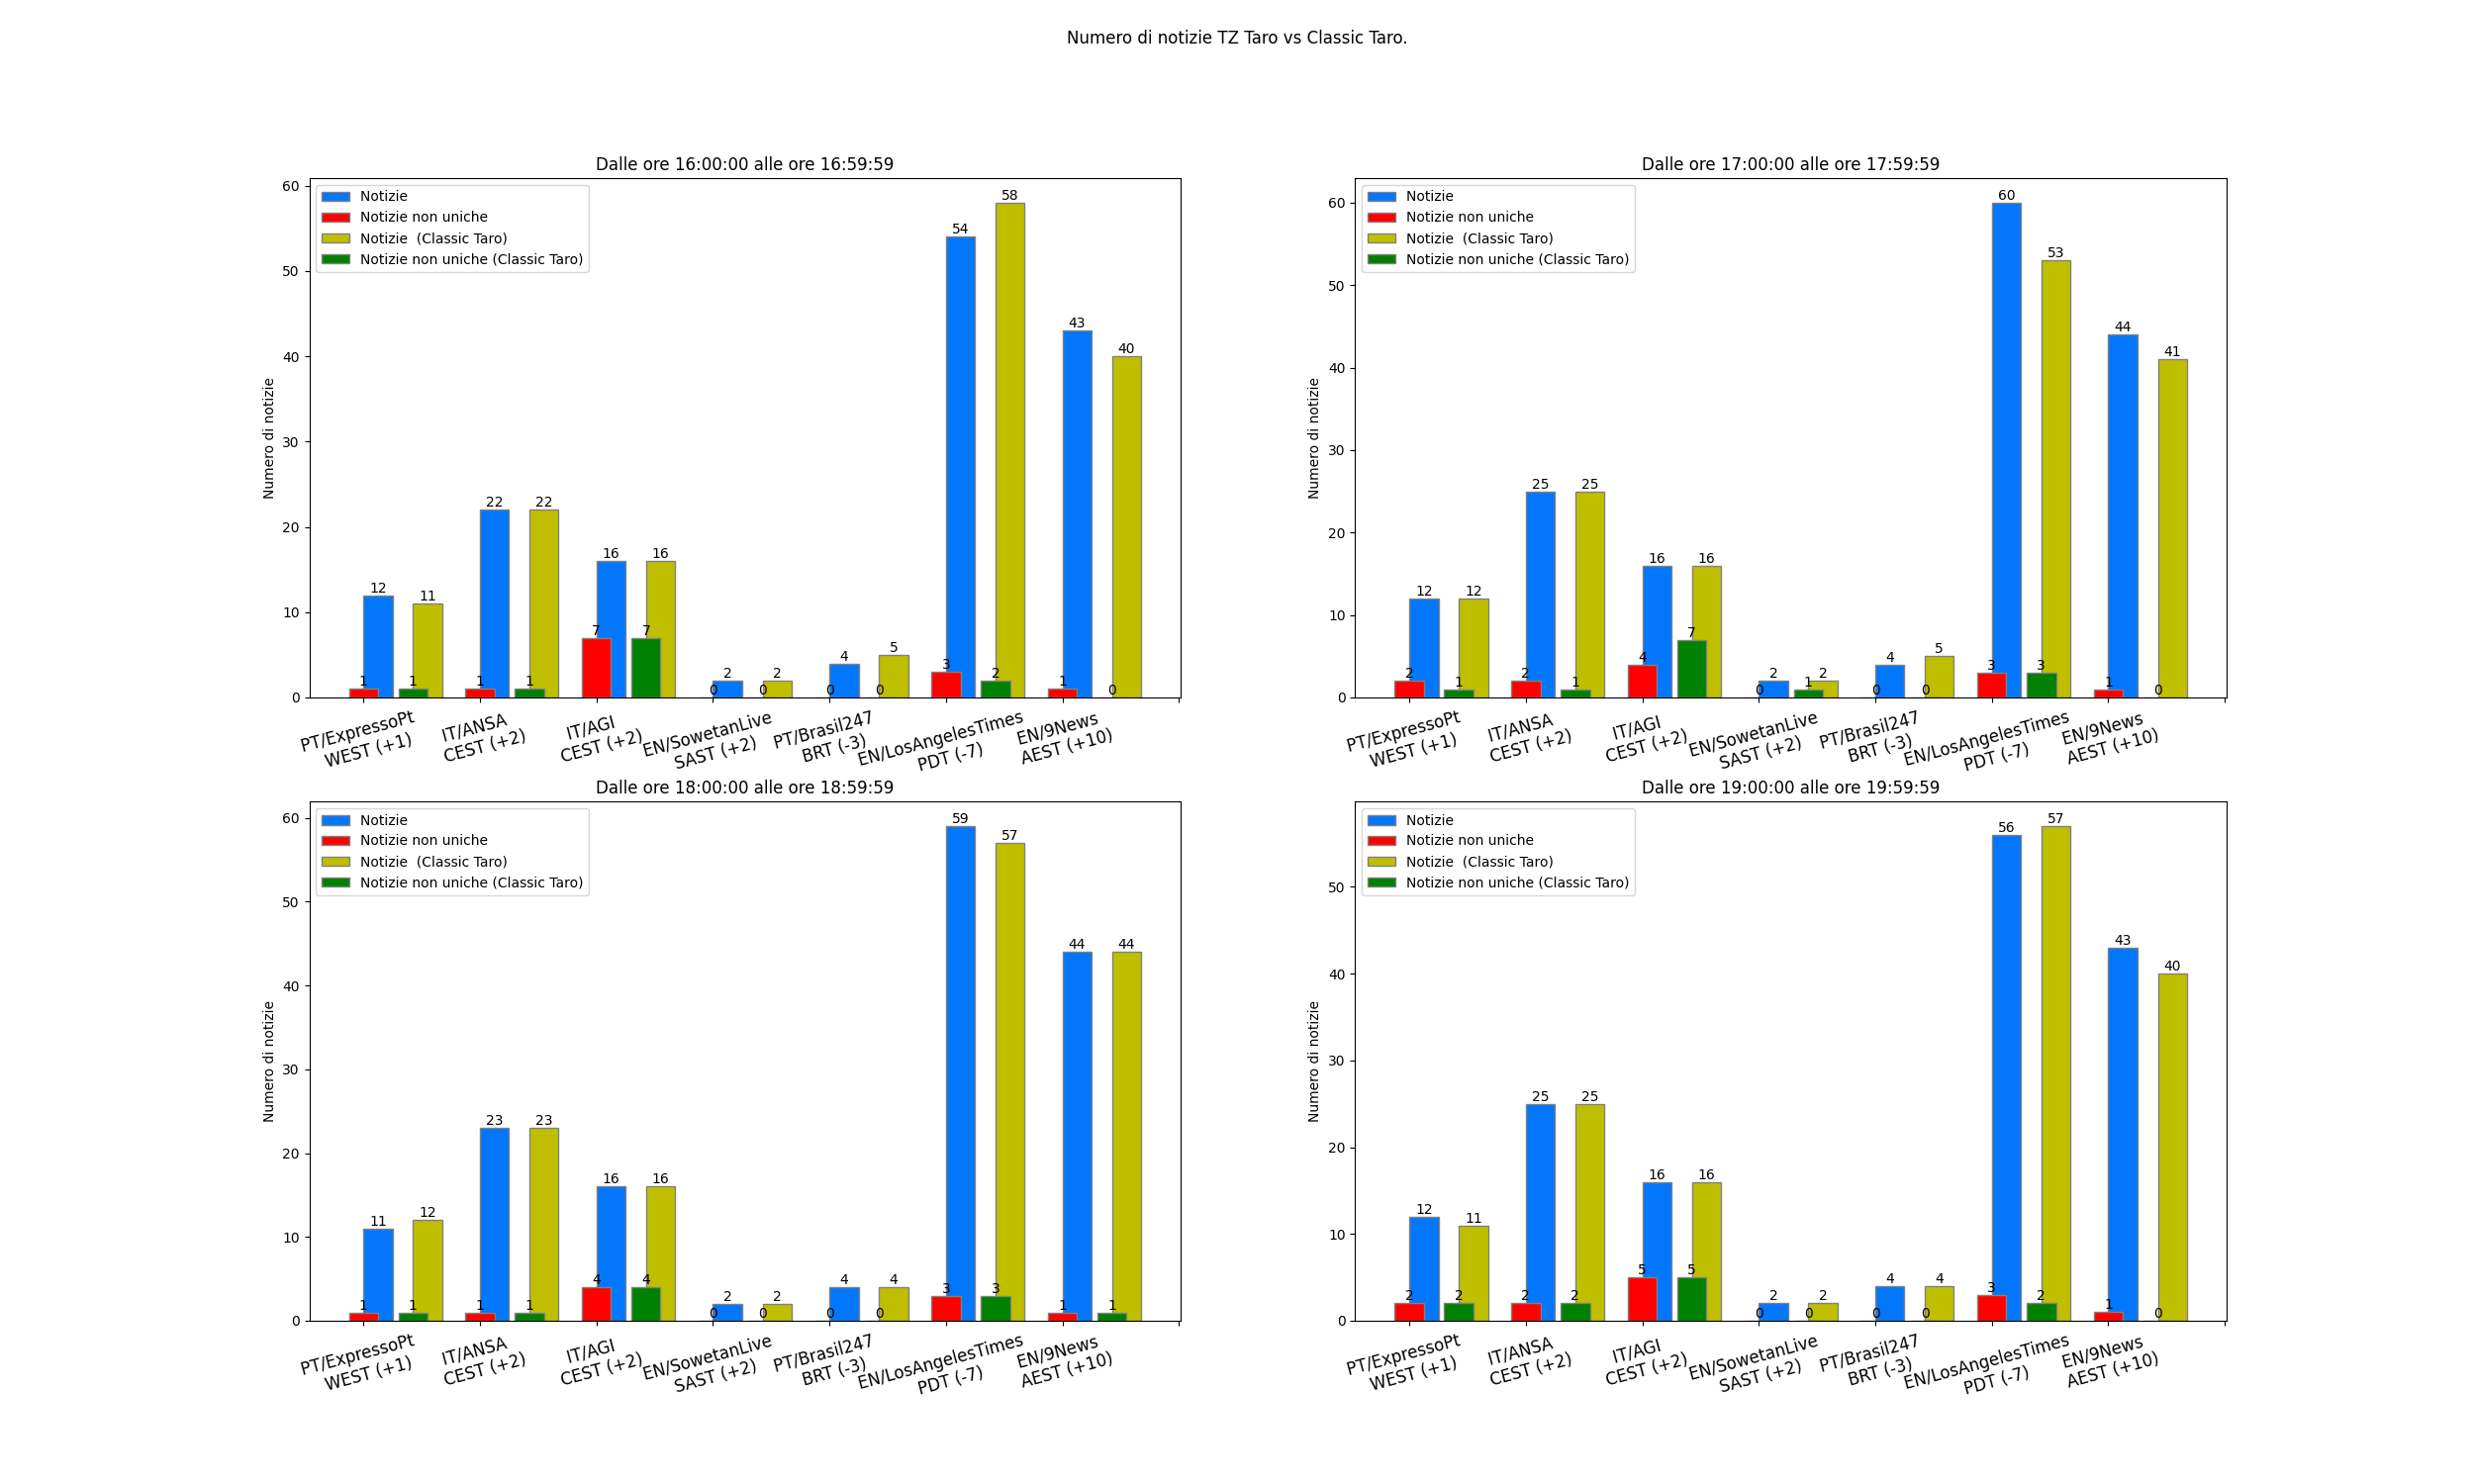 Numero di notizie TZ Taro vs Classic Taro.
Dalle ore 16:00:00 alle ore 16:59:59
Notizie
Notizie non uniche
Notizie  (Classic Taro)
Notizie non uniche (Classic Taro)
Numero di notizie
60
50
40
30
20
10
0
12 11 22 22 16 16 2 2 4 5 54 58 43 40
1 1 1 1 7 7 0 0 0 0 3 2 1 0
PT/ExpressoPt
WEST (+1)
IT/ANSA
CEST (+2)
IT/AGI
CEST (+2)
EN/SowetanLive
SAST (+2)
PT/Brasil247
BRT (-3)
EN/LosAngelesTimes
PDT (-7)
EN/9News
AEST (+10)
Dalle ore 17:00:00 alle ore 17:59:59
Notizie
Notizie non uniche
Notizie  (Classic Taro)
Notizie non uniche (Classic Taro)
Numero di notizie
60
50
40
30
20
10
0
12 12 25 25 16 16 2 2 4 5 60 53 44 41
2 1 2 1 4 7 0 1 0 0 3 3 1 0
PT/ExpressoPt
WEST (+1)
IT/ANSA
CEST (+2)
IT/AGI
CEST (+2)
EN/SowetanLive
SAST (+2)
PT/Brasil247
BRT (-3)
EN/LosAngelesTimes
PDT (-7)
EN/9News
AEST (+10)
Dalle ore 18:00:00 alle ore 18:59:59
Notizie
Notizie non uniche
Notizie  (Classic Taro)
Notizie non uniche (Classic Taro)
Numero di notizie
60
50
40
30
20
10
0
11 12 23 23 16 16 2 2 4 4 59 57 44 44
1 1 1 1 4 4 0 0 0 0 3 3 1 1
PT/ExpressoPt
WEST (+1)
IT/ANSA
CEST (+2)
IT/AGI
CEST (+2)
EN/SowetanLive
SAST (+2)
PT/Brasil247
BRT (-3)
EN/LosAngelesTimes
PDT (-7)
EN/9News
AEST (+10)
Dalle ore 19:00:00 alle ore 19:59:59
Notizie
Notizie non uniche
Notizie  (Classic Taro)
Notizie non uniche (Classic Taro)
Numero di notizie
50
40
30
20
10
0
12 11 25 25 16 16 2 2 4 4 56 57 43 40
2 2 2 2 5 5 0 0 0 0 3 2 1 0
PT/ExpressoPt
WEST (+1)
IT/ANSA
CEST (+2)
IT/AGI
CEST (+2)
EN/SowetanLive
SAST (+2)
PT/Brasil247
BRT (-3)
EN/LosAngelesTimes
PDT (-7)
EN/9News
AEST (+10)